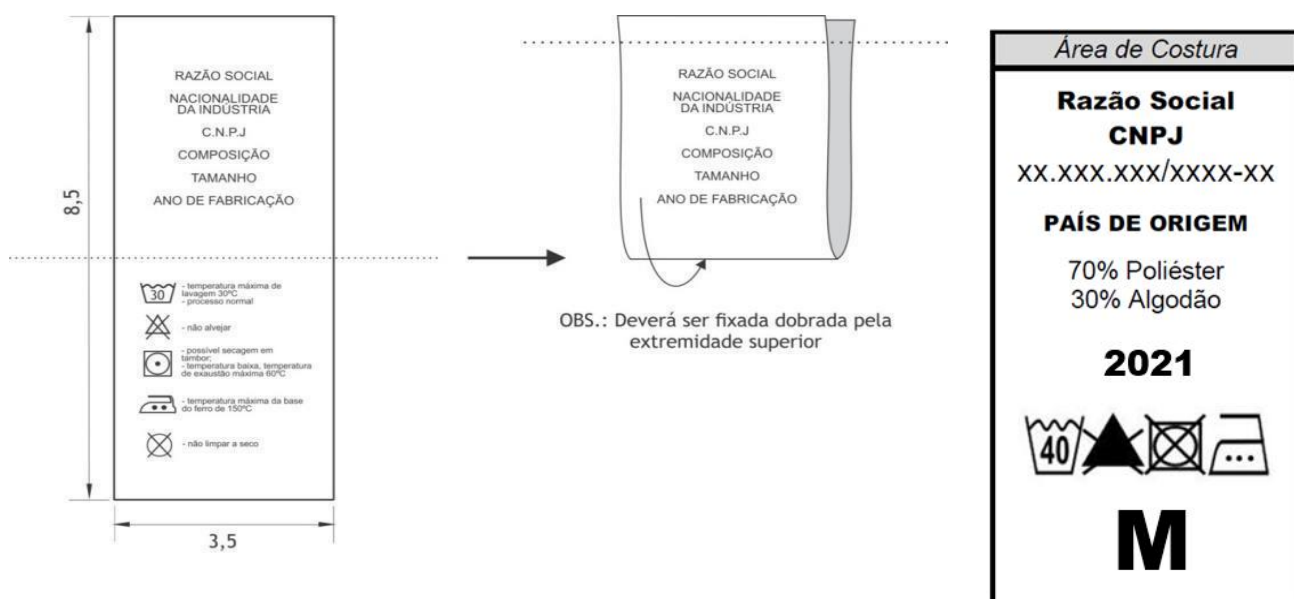 8,5
RAZÃO SOCIAL
NACIONALIDADE
DA INDÚSTRIA
C.N.P.J
COMPOSIÇÃO
TAMANHO
ANO DE FABRICAÇÃO
30
- temperatura máxima de
lavagem 30ºC
- processo normal
- não alvejar
- possível secagem em
tambor;
- temperatura baixa, temperatura
de exaustão máxima 60ºC
- temperatura máxima da base
do ferro de 150ºC
- não limpar a seco
3,5
RAZÃO SOCIAL
NACIONALIDADE
DA INDÚSTRIA
C.N.P.J
COMPOSIÇÃO
TAMANHO
ANO DE FABRICAÇÃO
OBS.: Deverá ser fixada dobrada pela
extremidade superior
Área de Costura
Razão Social
CNPJ
xx.xxx.xxx/xxxx-xx
PAÍS DE ORIGEM
70% Poliéster
30% Algodão
2021
40
M